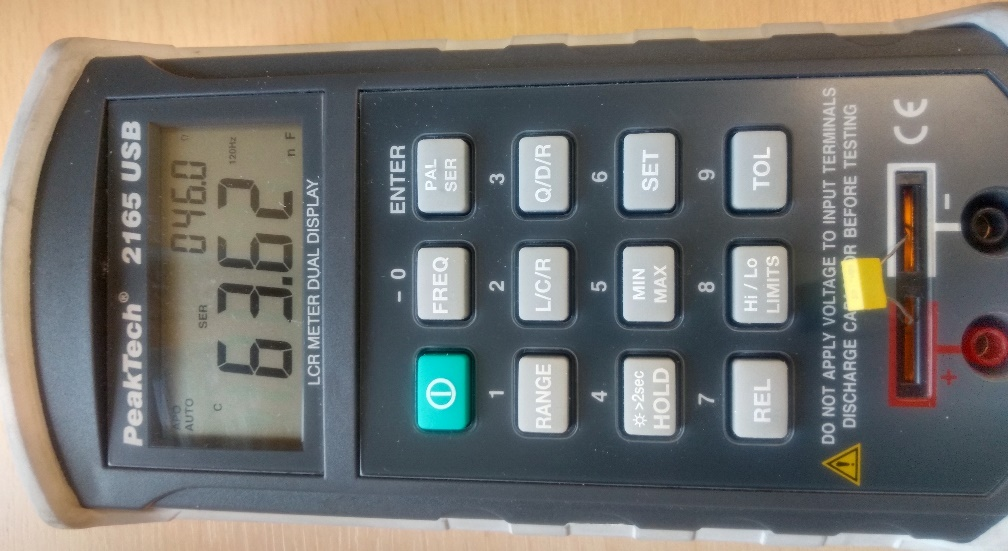 PeakTech® 2165 USB
APO
AUTO
046.0 D
SER
120Hz
C
63.62
n F
LCR METER DUAL DISPLAY
- 0
ENTER
FREQ
PAL
SER
1
2
3
RANGE
L/C/R
Q/D/R
4
5
6
>2sec
HOLD
MIN
MAX
SET
7
8
9
REL
Hi / Lo
LIMITS
TOL
DO NOT APPLY VOLTAGE TO INPUT TERMINALS
DISCHARGE OR BEFORE TESTING
+
-
CE